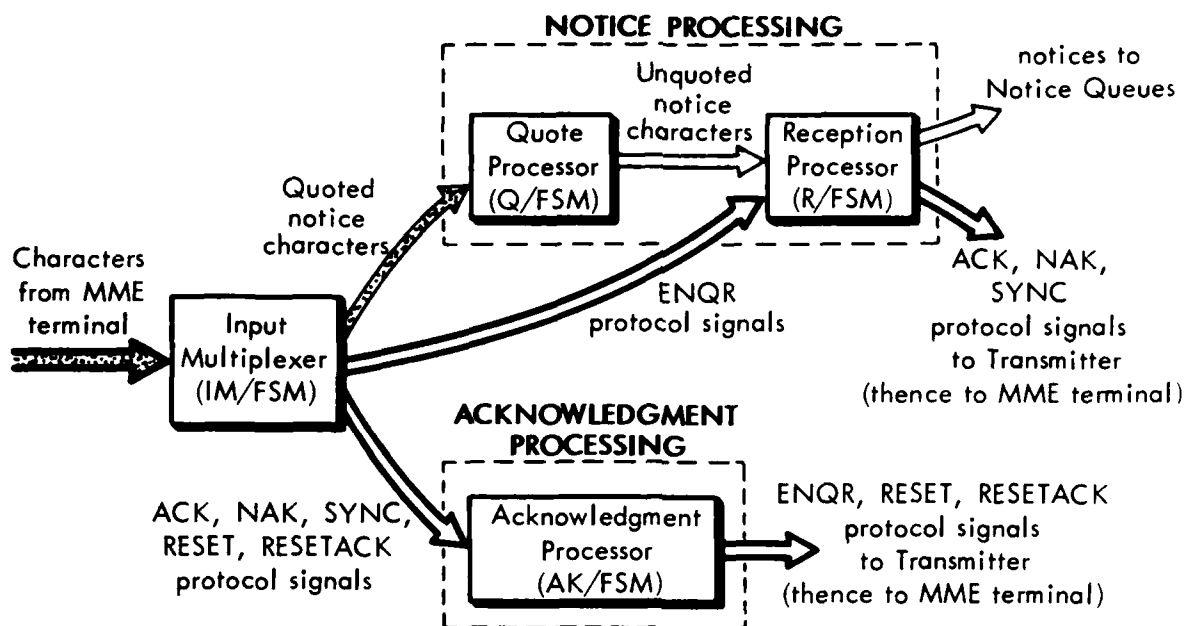 NOTICE PROCESSING
notices to
Notice Queues
Unquoted
notice
characters
Quote
Processor
(Q/FSM)
Reception
Processor
(R/FSM)
Quoted
notice
characters
Characters
from MME
terminal
Input
Multiplexer
(IM/FSM)
ENQR
protocol signals
ACK, NAK,
SYNC
protocol signals
to Transmitter
(thence to MME terminal)
ACKNOWLEDGMENT
PROCESSING
ACK, NAK, SYNC,
RESET, RESETACK
protocol signals
Acknowledgment
Processor
(AK/FSM)
ENQR, RESET, RESETACK
protocol signals
to Transmitter
(thence to MME terminal)